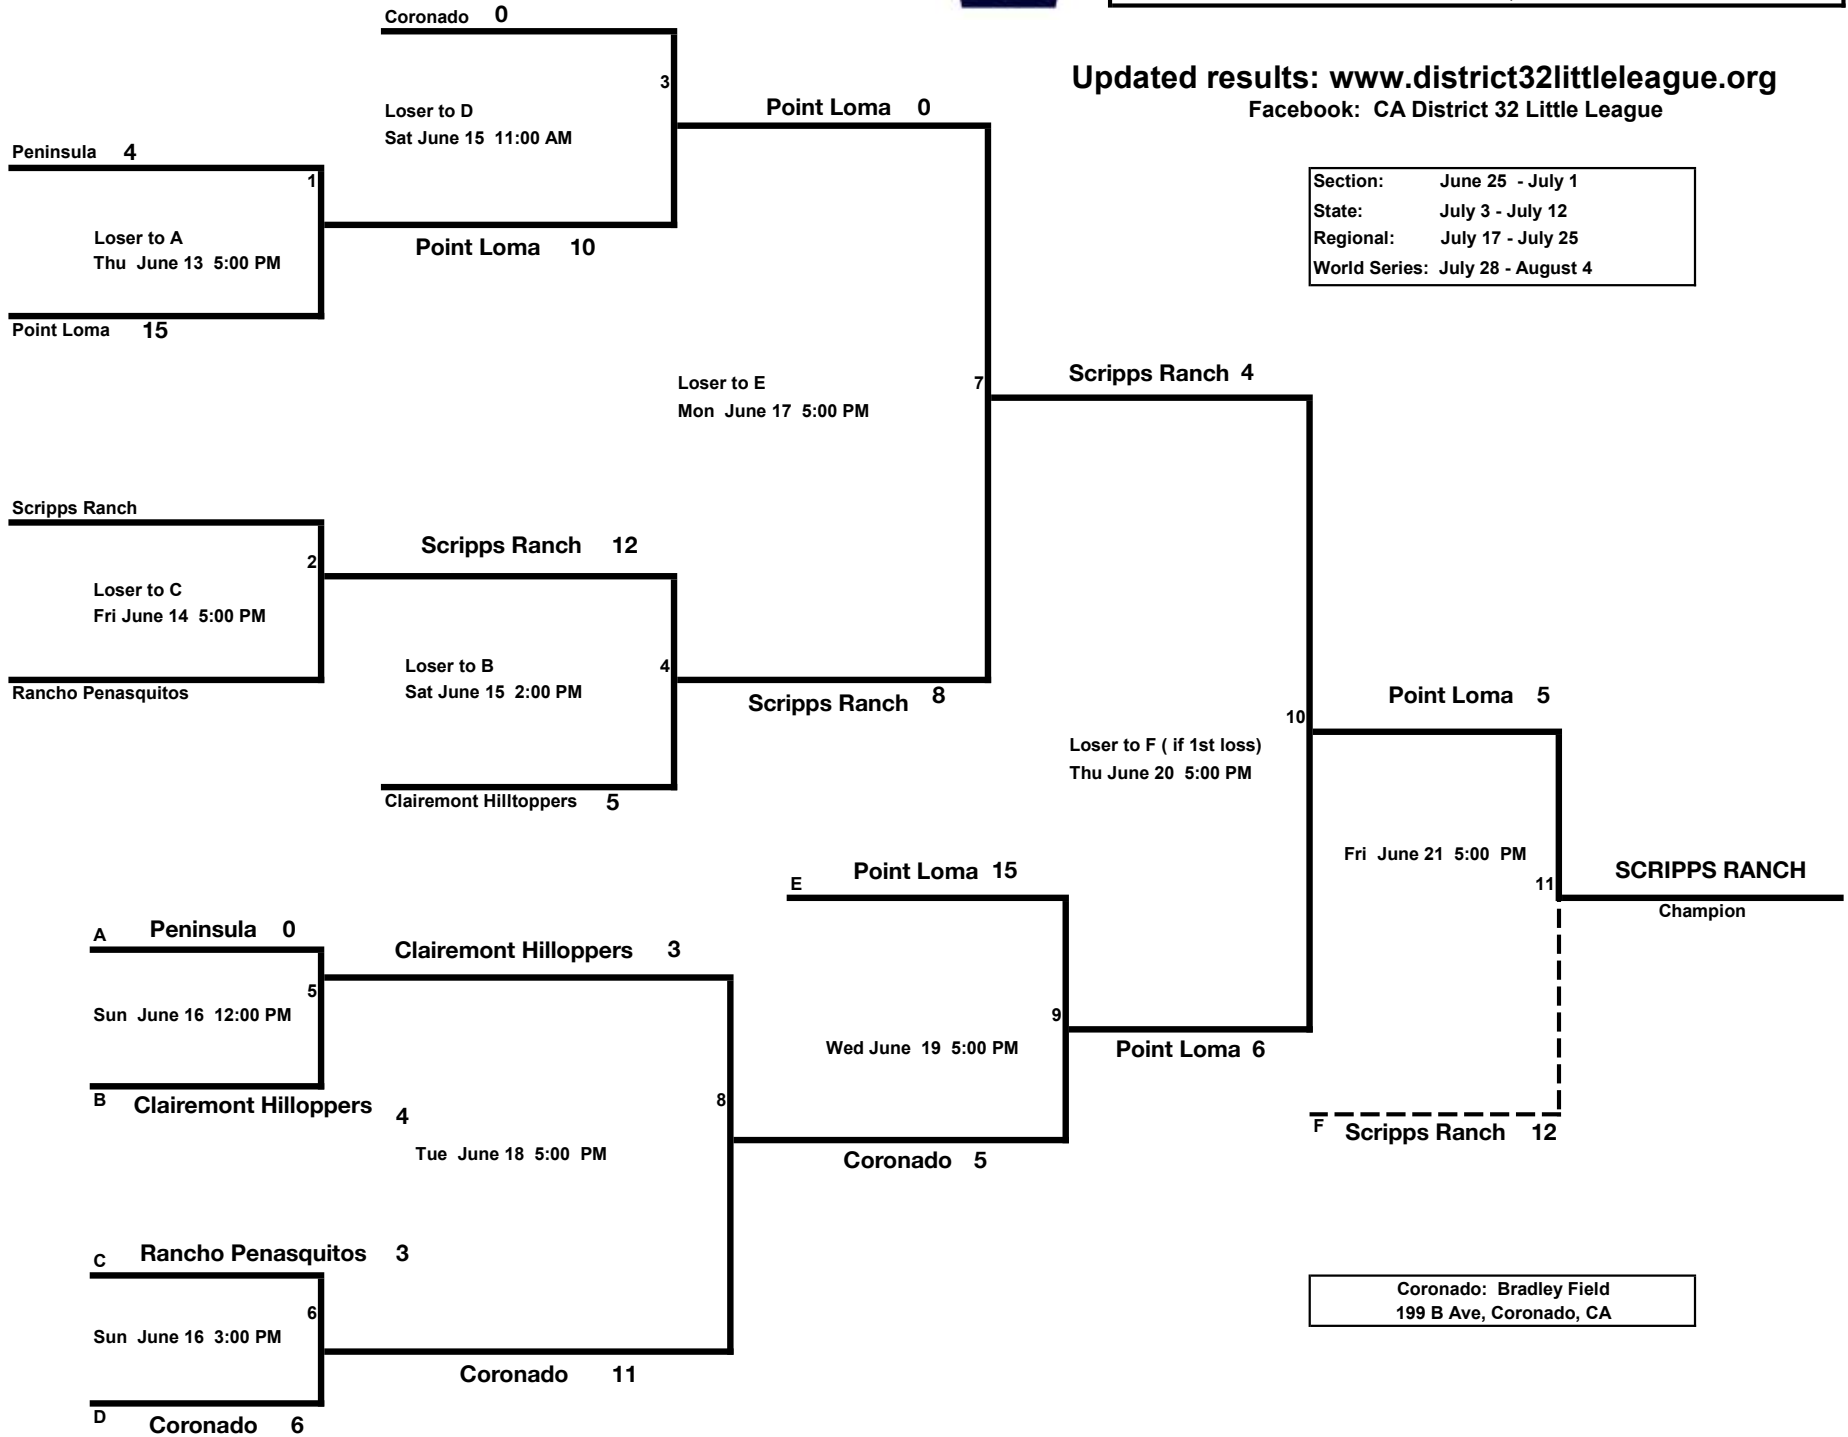 Coronado 0
Updated results: www.district32littleleague.org
Facebook: CA District 32 Little League
3
Loser to D
Sat June 15 11:00 AM
Point Loma 0
Peninsula 4
1
Loser to A
Thu June 13 5:00 PM
Point Loma 10
Point Loma 15
Section: June 25 - July 1
State: July 3 - July 12
Regional: July 17 - July 25
World Series: July 28 - August 4
Loser to E
Mon June 17 5:00 PM
7
Scripps Ranch 4
Scripps Ranch
2
Loser to C
Fri June 14 5:00 PM
Rancho Penasquitos
Scripps Ranch 12
Loser to B
Sat June 15 2:00 PM
4
Scripps Ranch 8
Clairemont Hilltoppers 5
10
Loser to F ( if 1st loss)
Thu June 20 5:00 PM
Point Loma 5
Fri June 21 5:00 PM
11
SCRIPPS RANCH
Champion
E
Point Loma 15
A
Peninsula 0
5
Sun June 16 12:00 PM
B
Clairemont Hilloppers 4
Clairemont Hilloppers 3
8
Tue June 18 5:00 PM
9
Wed June 19 5:00 PM
Point Loma 6
Coronado 5
F
Scripps Ranch 12
C
Rancho Penasquitos 3
6
Sun June 16 3:00 PM
Coronado 11
D
Coronado 6
Coronado: Bradley Field
199 B Ave, Coronado, CA